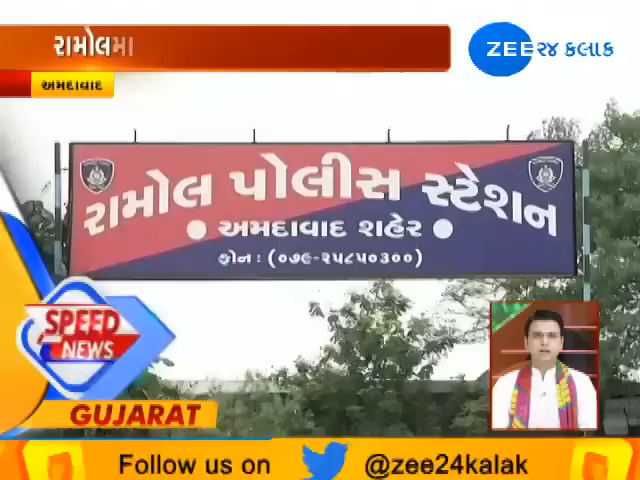 રામોલમા
ZEE ૨૪ કલાક
અમદાવાદ
રામોલ પોલીસ સ્ટેશન
અમદાવાદ શહેર
ફોન : (૦૭૯-૨૫૮૫૦૩૦૦)
SPEED
NEWS
GUJARAT
Follow us on @zee24kalak